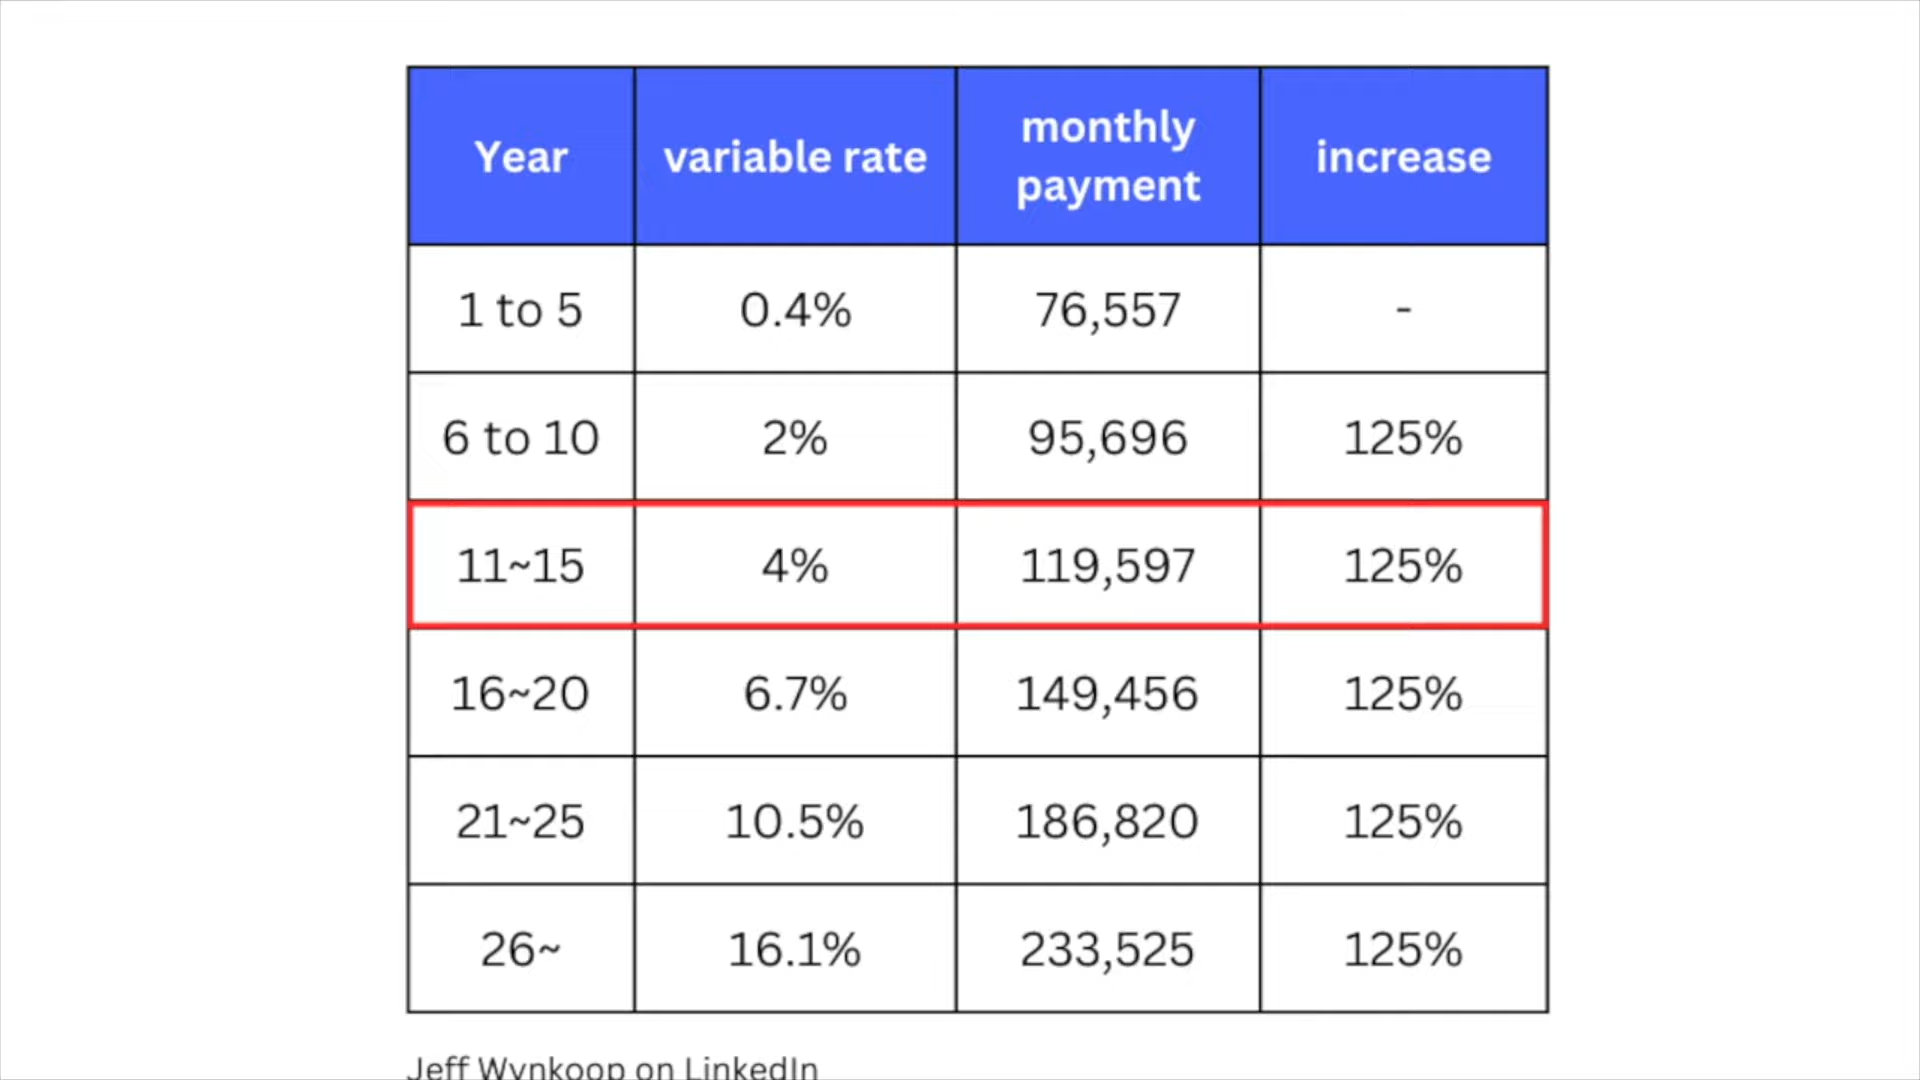 Year variable rate monthly payment increase
1 to 5 0.4% 76,557 -
6 to 10 2% 95,696 125%
11~15 4% 119,597 125%
16~20 6.7% 149,456 125%
21~25 10.5% 186,820 125%
26~ 16.1% 233,525 125%
Jeff Wynkoop on LinkedIn